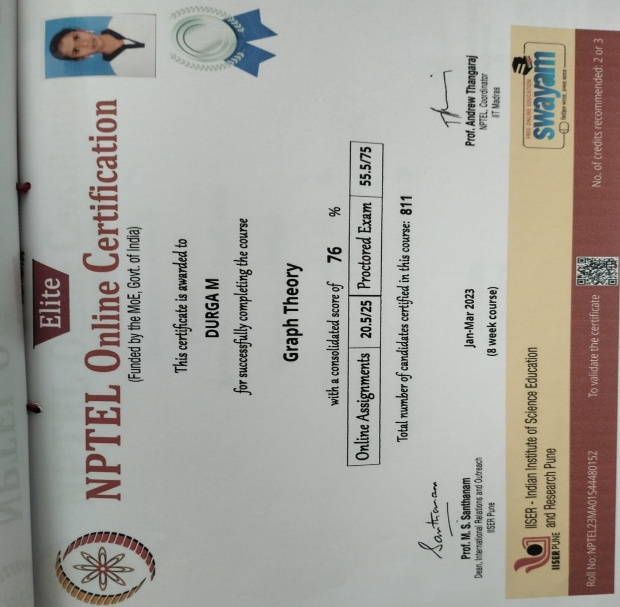 Elite
NPTEL Online Certification
(Funded by the MoE, Govt. of India)
This certificate is awarded to
DURGA M
for successfully completing the course
Graph Theory
with a consolidated score of 76 %
Online Assignments 20.5/25 Proctored Exam 55.5/75
Total number of candidates certified in this course: 811
Santhanam
Prof. M. S. Santhanam
Dean, International Relations and Outreach
IISER Pune
Jan-Mar 2023
(8 week course)
Prof. Andrew Thangaraj
NPTEL, Coordinator
IIT Madras
IISER PUNE
IISER - Indian Institute of Science Education
and Research Pune
FREE ONLINE EDUCATION
swayam
Roll No: NPTEL23MA01S44480152
To validate the certificate
No. of credits recommended: 2 or 3